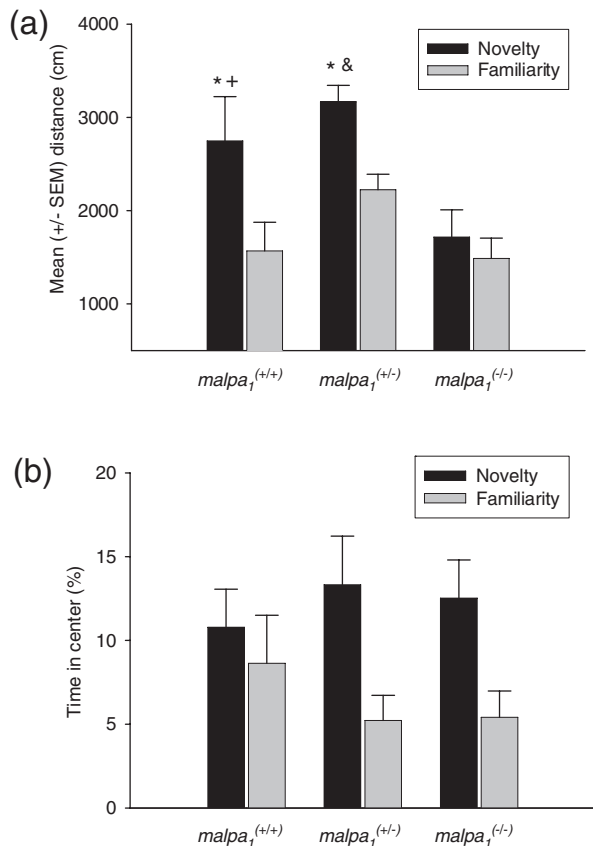 (a)
4000
3000
2000
1000
Mean (+/- SEM) distance (cm)
Novelty
Familiarity
* +
* &
malpa₁⁽⁺/⁺⁾ malpa₁⁽⁺/⁻⁾ malpa₁⁽⁻/⁻⁾
(b)
20
15
10
5
0
Time in center (%)
Novelty
Familiarity
malpa₁⁽⁺/⁺⁾ malpa₁⁽⁺/⁻⁾ malpa₁⁽⁻/⁻⁾